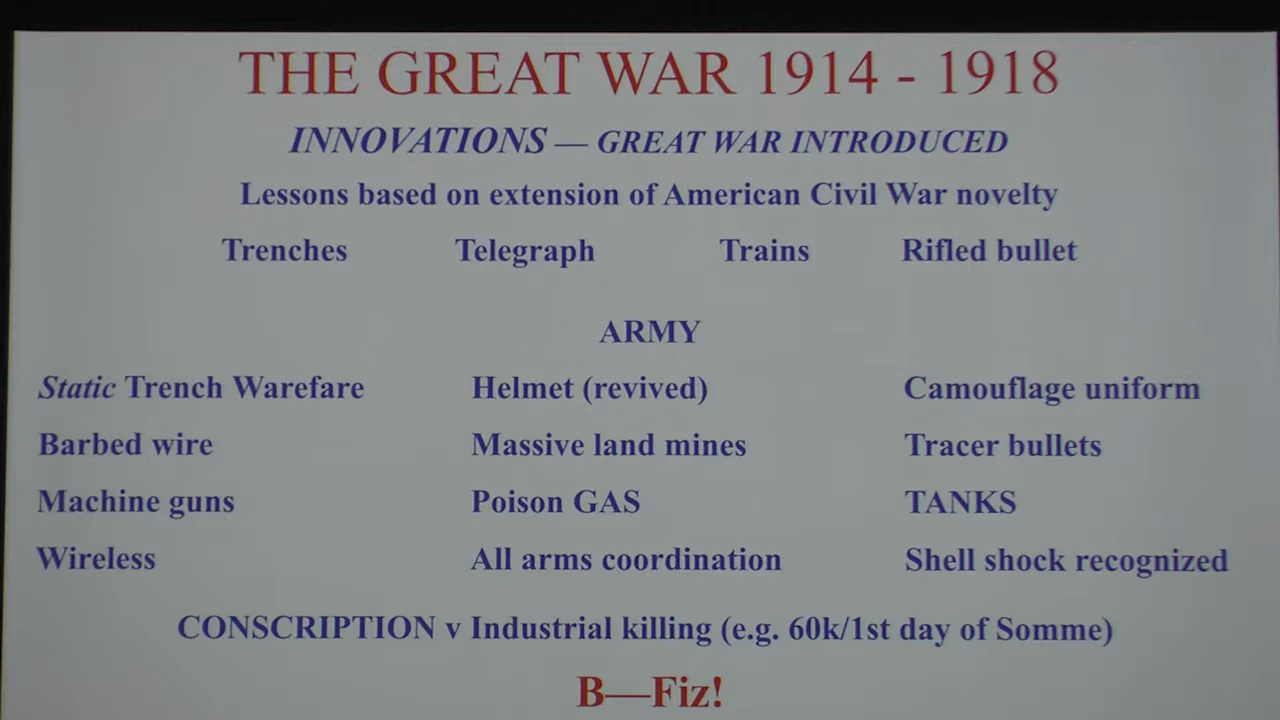 THE GREAT WAR 1914 - 1918
INNOVATIONS — GREAT WAR INTRODUCED
Lessons based on extension of American Civil War novelty
Trenches Telegraph Trains Rifled bullet
ARMY
Static Trench Warefare Helmet (revived) Camouflage uniform
Barbed wire Massive land mines Tracer bullets
Machine guns Poison GAS TANKS
Wireless All arms coordination Shell shock recognized
CONSCRIPTION v Industrial killing (e.g. 60k/1st day of Somme)
B—Fiz!